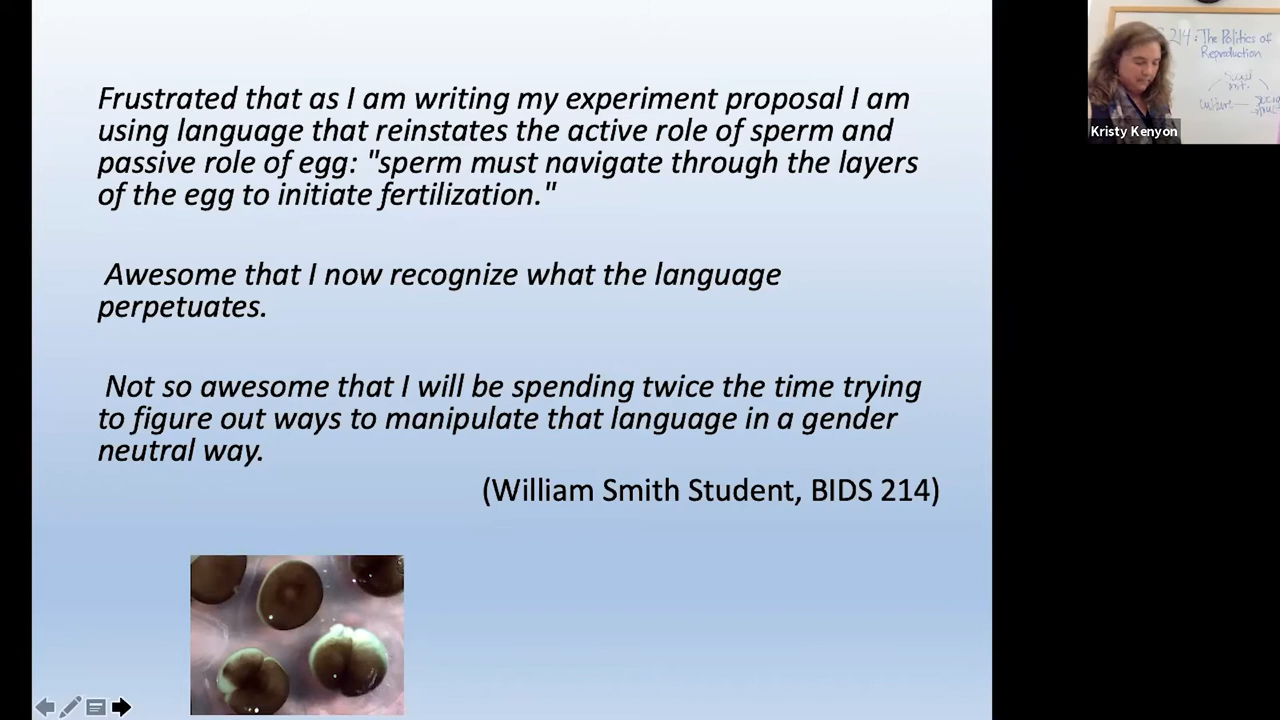 Frustrated that as I am writing my experiment proposal I am
using language that reinstates the active role of sperm and
passive role of egg: "sperm must navigate through the layers
of the egg to initiate fertilization."
Awesome that I now recognize what the language
perpetuates.
Not so awesome that I will be spending twice the time trying
to figure out ways to manipulate that language in a gender
neutral way.
(William Smith Student, BIDS 214)
214: The Politics of
Reproduction
Kristy Kenyon